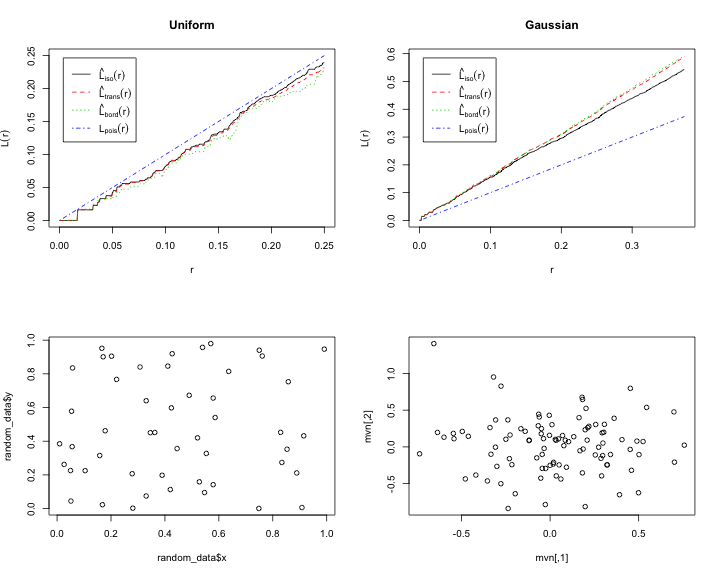 Uniform
L(r)
0.00 0.05 0.10 0.15 0.20 0.25
L̂iso(r)
L̂trans(r)
L̂bord(r)
Lpois(r)
0.00 0.05 0.10 0.15 0.20 0.25
r
Gaussian
L(r)
0.0 0.1 0.2 0.3 0.4 0.5 0.6
L̂iso(r)
L̂trans(r)
L̂bord(r)
Lpois(r)
0.0 0.1 0.2 0.3
r
random_data$y
0.0 0.2 0.4 0.6 0.8 1.0
0.0 0.2 0.4 0.6 0.8 1.0
random_data$x
mvn[,2]
-0.5 0.0 0.5 1.0
-0.5 0.0 0.5
mvn[,1]